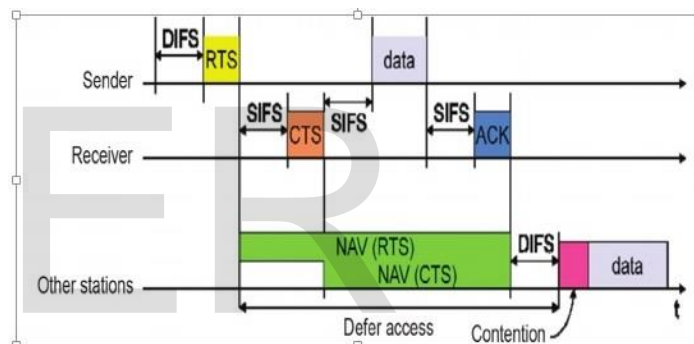 DIFS
RTS
data
Sender
SIFS
CTS
SIFS
SIFS
ACK
Receiver
NAV (RTS)
DIFS
NAV (CTS)
data
Other stations
t
Defer access
Contention
ER